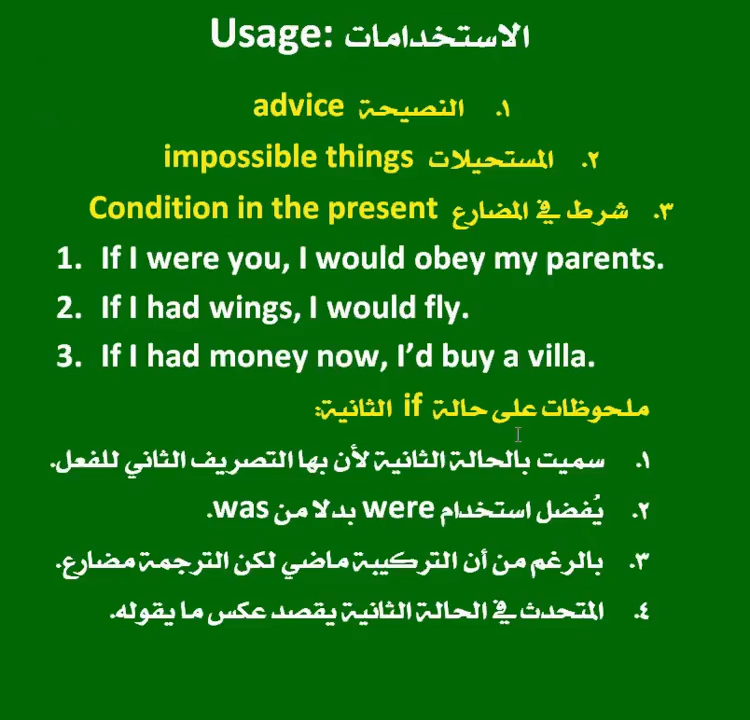 Usage: الاستخدامات
١. النصيحة advice
٢. المستحيلات impossible things
٣. شرط في المضارع Condition in the present
1. If I were you, I would obey my parents.
2. If I had wings, I would fly.
3. If I had money now, I’d buy a villa.
ملحوظات على حالة if الثانية:
١. سميت بالحالة الثانية لأن بها التصريف الثاني للفعل.
٢. يُفضل استخدام were بدلا من was.
٣. بالرغم من أن التركيبة ماضي لكن الترجمة مضارع.
٤. المتحدث في الحالة الثانية يقصد عكس ما يقوله.